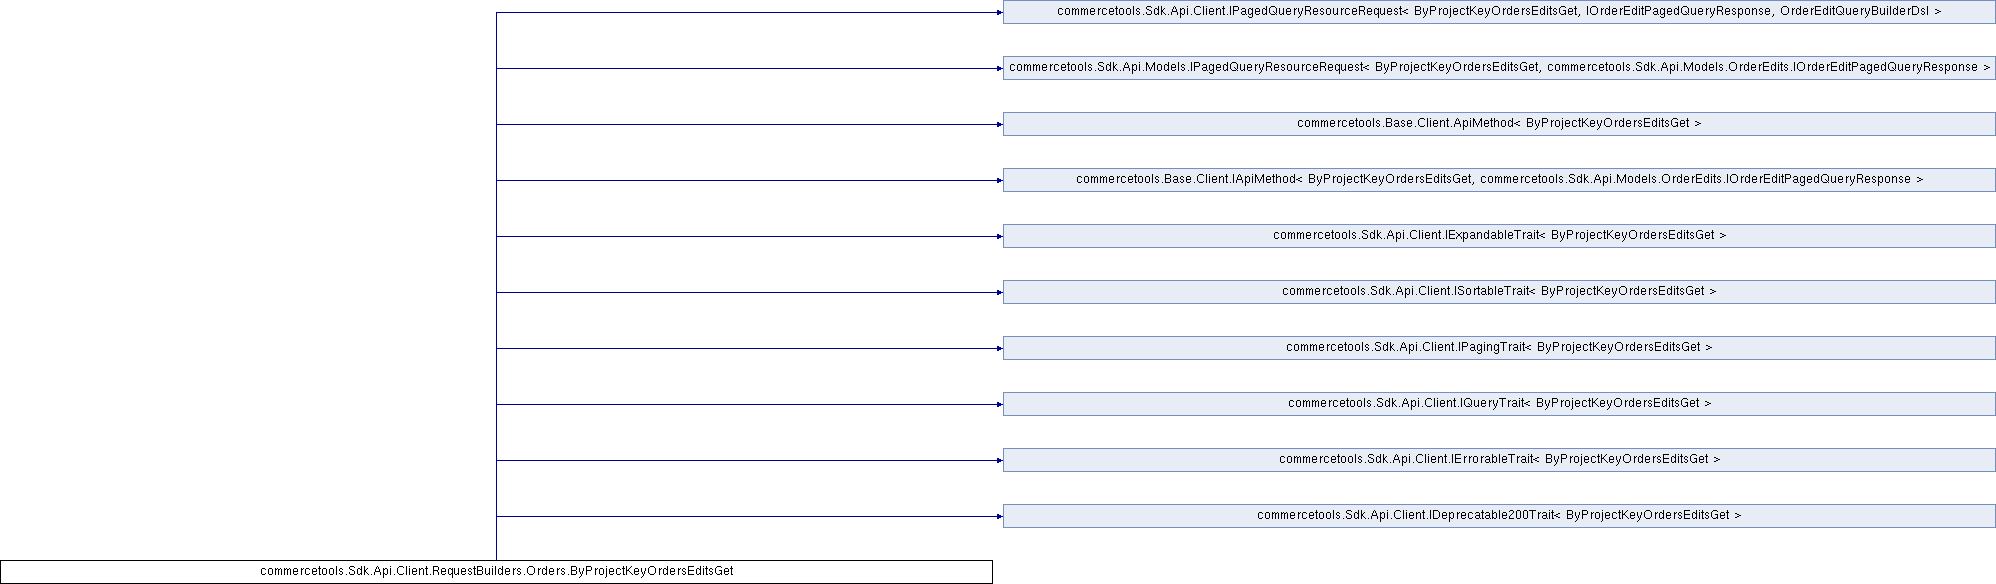 commercetools.Sdk.Api.Client.IPagedQueryResourceRequest< ByProjectKeyOrdersEditsGet, IOrderEditPagedQueryResponse, OrderEditQueryBuilderDsl >
commercetools.Sdk.Api.Models.IPagedQueryResourceRequest< ByProjectKeyOrdersEditsGet, commercetools.Sdk.Api.Models.OrderEdits.IOrderEditPagedQueryResponse >
commercetools.Base.Client.ApiMethod< ByProjectKeyOrdersEditsGet >
commercetools.Base.Client.IApiMethod< ByProjectKeyOrdersEditsGet, commercetools.Sdk.Api.Models.OrderEdits.IOrderEditPagedQueryResponse >
commercetools.Sdk.Api.Client.IExpandableTrait< ByProjectKeyOrdersEditsGet >
commercetools.Sdk.Api.Client.ISortableTrait< ByProjectKeyOrdersEditsGet >
commercetools.Sdk.Api.Client.IPagingTrait< ByProjectKeyOrdersEditsGet >
commercetools.Sdk.Api.Client.IQueryTrait< ByProjectKeyOrdersEditsGet >
commercetools.Sdk.Api.Client.IErrorableTrait< ByProjectKeyOrdersEditsGet >
commercetools.Sdk.Api.Client.IDeprecatable200Trait< ByProjectKeyOrdersEditsGet >
commercetools.Sdk.Api.Client.RequestBuilders.Orders.ByProjectKeyOrdersEditsGet